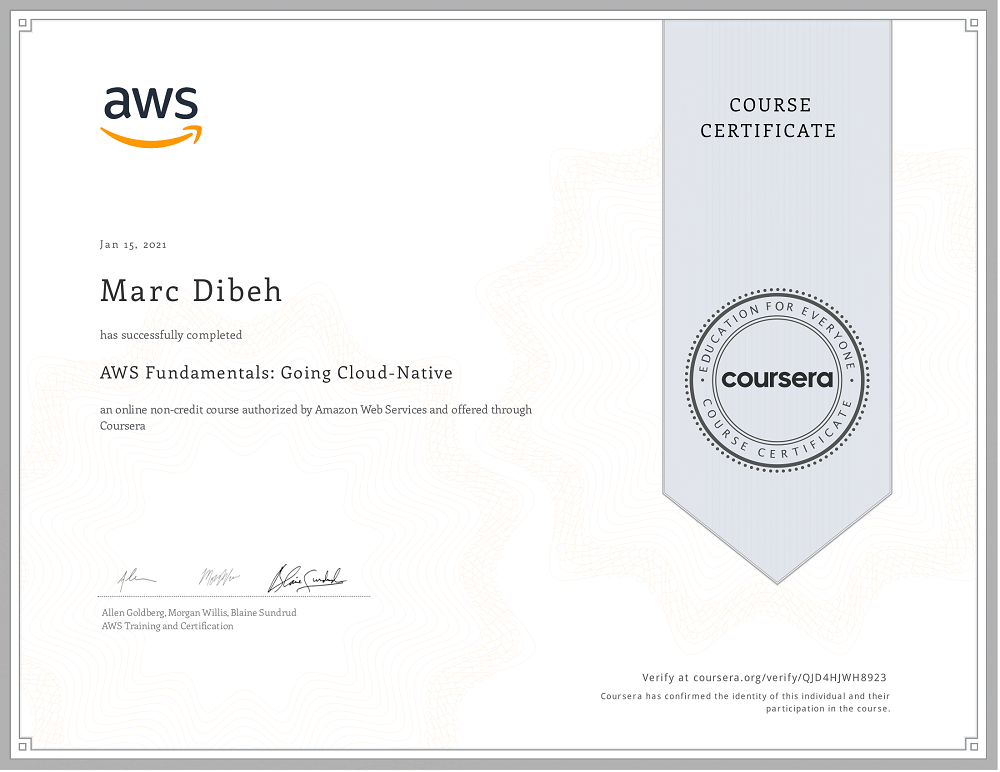 aws
COURSE
CERTIFICATE
Jan 15, 2021
Marc Dibeh
has successfully completed
AWS Fundamentals: Going Cloud-Native
an online non-credit course authorized by Amazon Web Services and offered through
Coursera
EDUCATION FOR EVERYONE
coursera
COURSE CERTIFICATE
Allen Goldberg, Morgan Willis, Blaine Sundrud
AWS Training and Certification
Verify at coursera.org/verify/QJD4HJWH8923
Coursera has confirmed the identity of this individual and their
participation in the course.